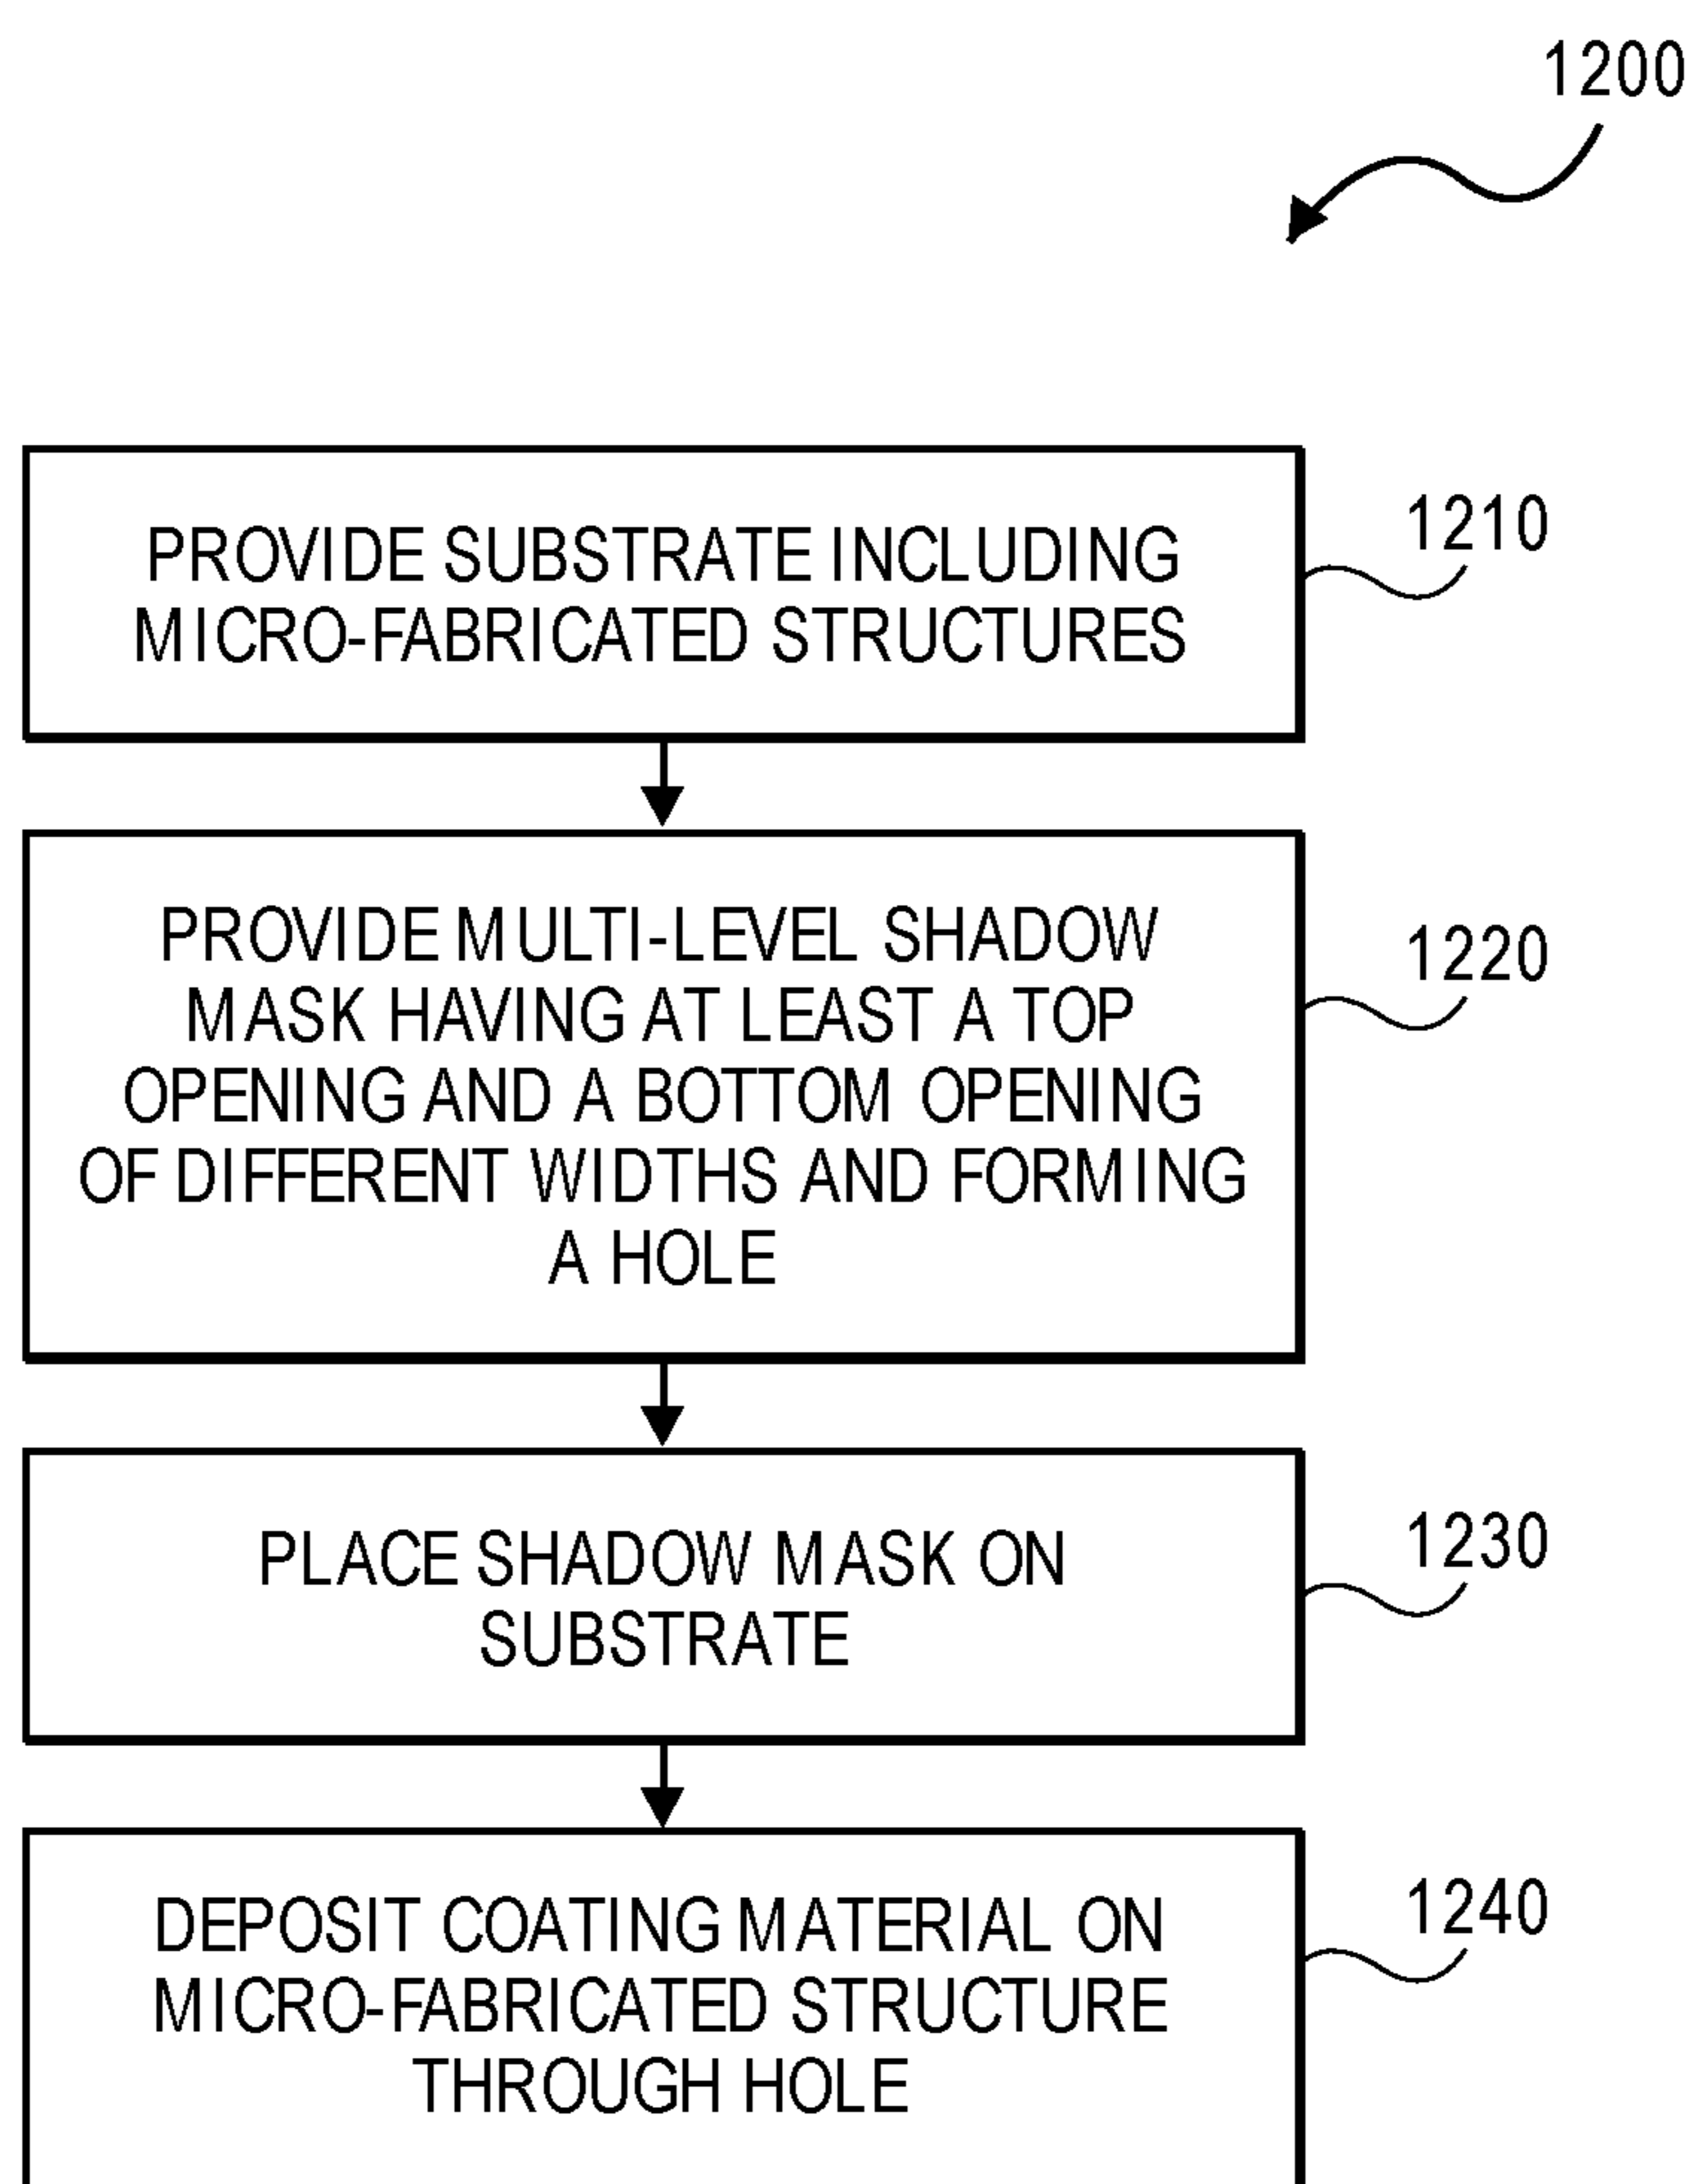 1200
PROVIDE SUBSTRATE INCLUDING
MICRO-FABRICATED STRUCTURES
1210
PROVIDE MULTI-LEVEL SHADOW
MASK HAVING AT LEAST A TOP
OPENING AND A BOTTOM OPENING
OF DIFFERENT WIDTHS AND FORMING
A HOLE
1220
PLACE SHADOW MASK ON
SUBSTRATE
1230
DEPOSIT COATING MATERIAL ON
MICRO-FABRICATED STRUCTURE
THROUGH HOLE
1240